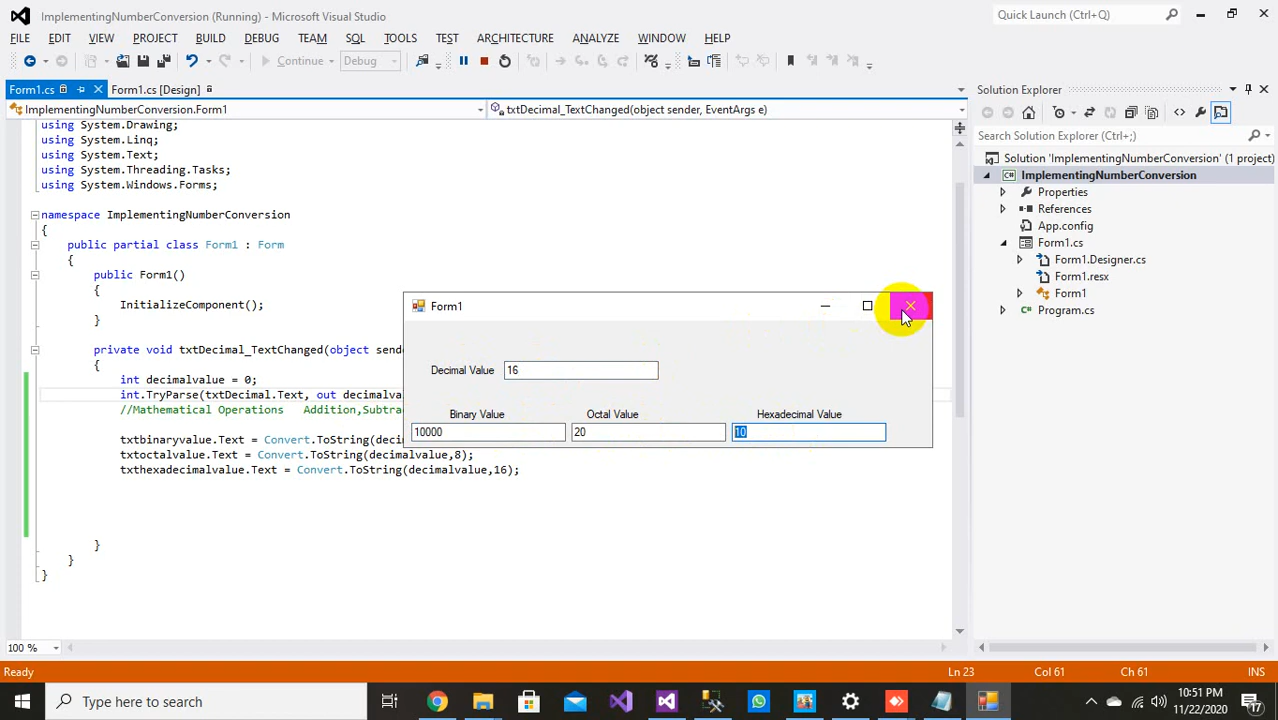 ImplementingNumberConversion (Running) - Microsoft Visual Studio
Quick Launch (Ctrl+Q)
FILE EDIT VIEW PROJECT BUILD DEBUG TEAM SQL TOOLS TEST ARCHITECTURE ANALYZE WINDOW HELP
Continue Debug
Form1.cs Form1.cs [Design]
Solution Explorer
ImplementingNumberConversion.Form1
txtDecimal_TextChanged(object sender, EventArgs e)
Search Solution Explorer (Ctrl+;)
Solution 'ImplementingNumberConversion' (1 project)
C# ImplementingNumberConversion
Properties
References
App.config
Form1.cs
Form1.Designer.cs
Form1.resx
Form1
C# Program.cs
using System.Drawing;
using System.Linq;
using System.Text;
using System.Threading.Tasks;
using System.Windows.Forms;
namespace ImplementingNumberConversion
{
public partial class Form1 : Form
{
public Form1()
{
InitializeComponent();
}
private void txtDecimal_TextChanged(object
{
int decimalvalue = 0;
int.TryParse(txtDecimal.Text, out
//Mathematical Operations Addition,
txtbinaryvalue.Text = Convert.ToString(
txtoctalvalue.Text = Convert.ToString(decimalvalue,8);
txthexadecimalvalue.Text = Convert.ToString(decimalvalue,16);
}
}
}
Form1
Decimal Value 16
Binary Value Octal Value Hexadecimal Value
10000 20 10
100 %
Ready Ln 23 Col 61 Ch 61 INS
Type here to search
10:51 PM
11/22/2020
17